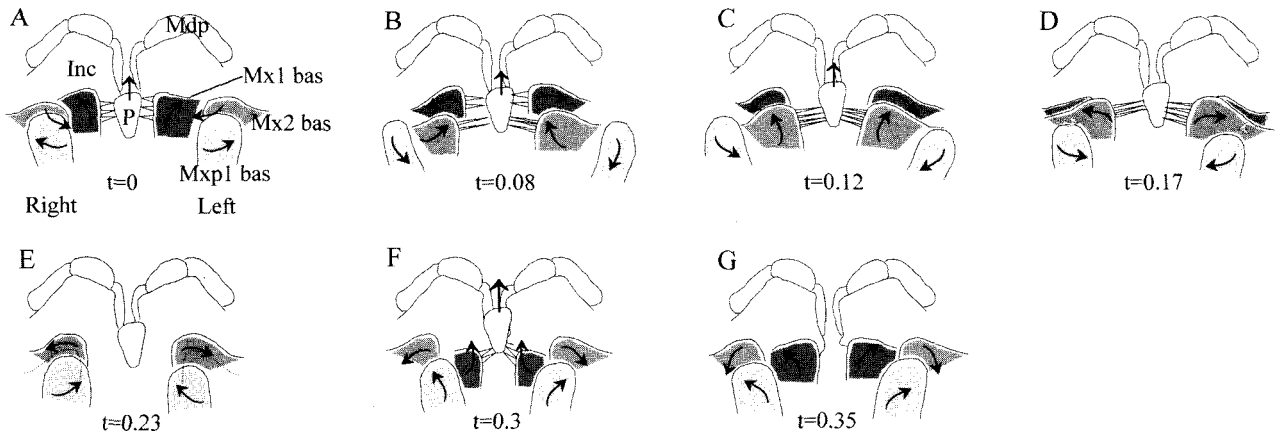 A
Mdp
Inc
Mx1 bas
P
Mx2 bas
Mxp1 bas
t=0
Right
Left
B
t=0.08
C
t=0.12
D
t=0.17
E
t=0.23
F
t=0.3
G
t=0.35